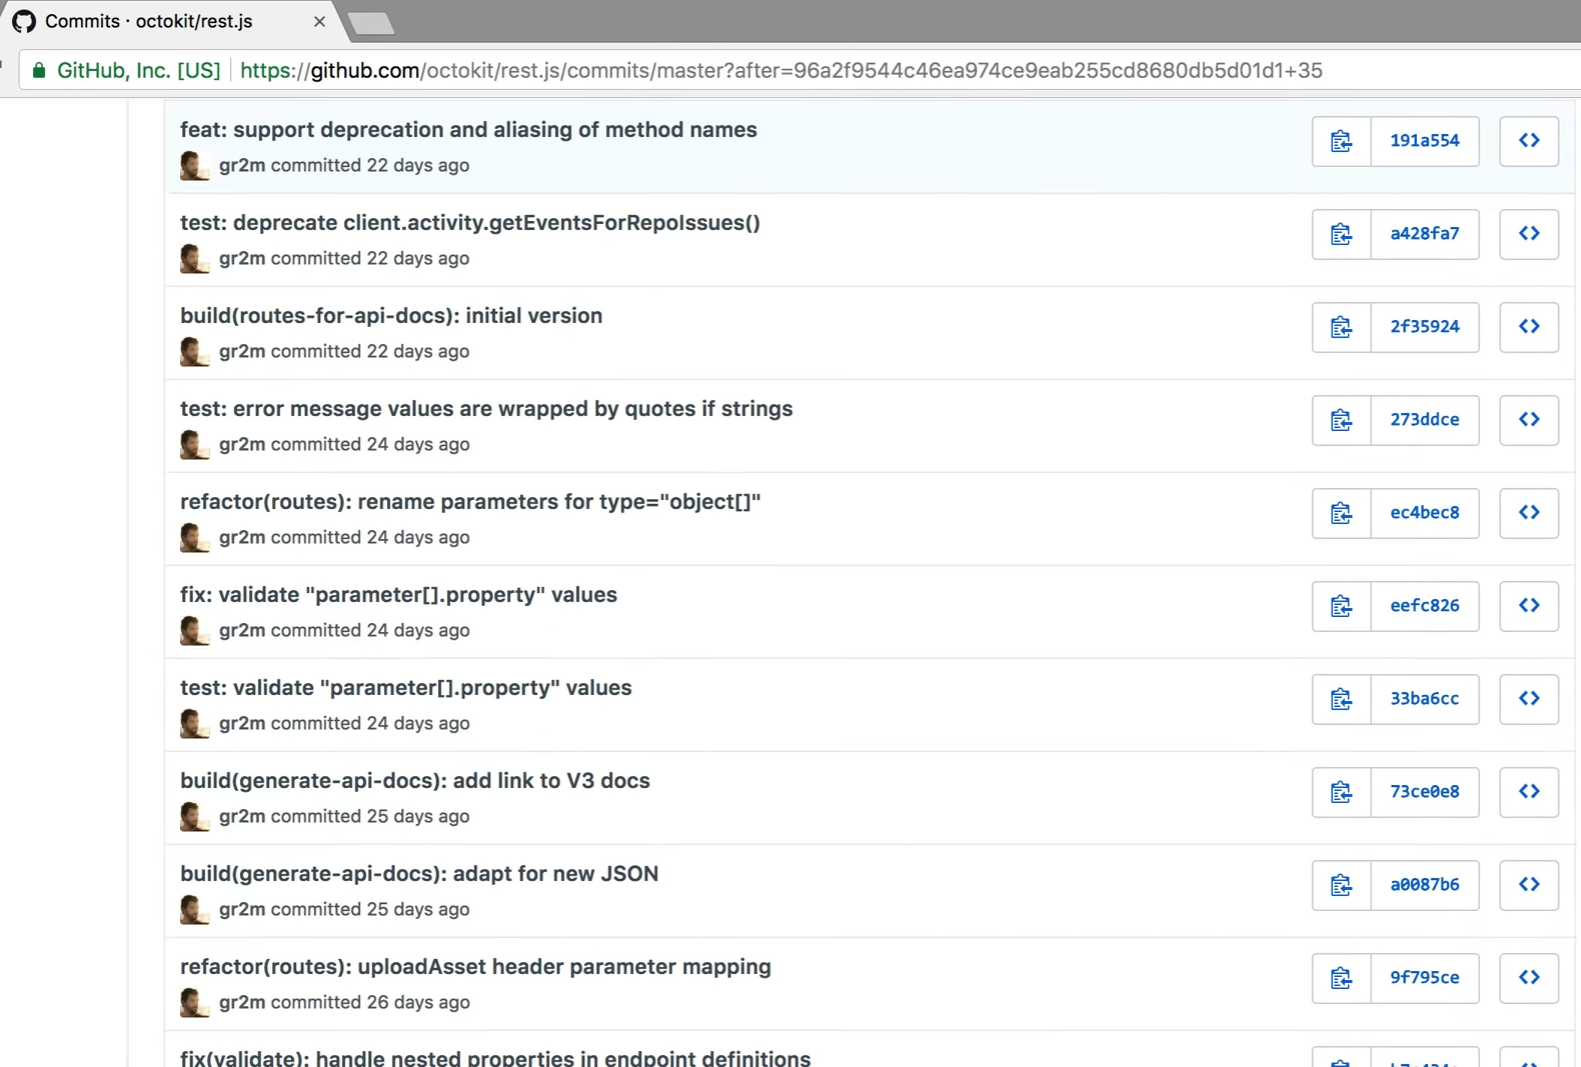 Commits · octokit/rest.js
GitHub, Inc. [US] https://github.com/octokit/rest.js/commits/master?after=96a2f9544c46ea974ce9eab255cd8680db5d01d1+35
feat: support deprecation and aliasing of method names
gr2m committed 22 days ago
191a554
test: deprecate client.activity.getEventsForRepoIssues()
gr2m committed 22 days ago
a428fa7
build(routes-for-api-docs): initial version
gr2m committed 22 days ago
2f35924
test: error message values are wrapped by quotes if strings
gr2m committed 24 days ago
273ddce
refactor(routes): rename parameters for type="object[]"
gr2m committed 24 days ago
ec4bec8
fix: validate "parameter[].property" values
gr2m committed 24 days ago
eefc826
test: validate "parameter[].property" values
gr2m committed 24 days ago
33ba6cc
build(generate-api-docs): add link to V3 docs
gr2m committed 25 days ago
73ce0e8
build(generate-api-docs): adapt for new JSON
gr2m committed 25 days ago
a0087b6
refactor(routes): uploadAsset header parameter mapping
gr2m committed 26 days ago
9f795ce
fix(validate): handle nested properties in endpoint definitions